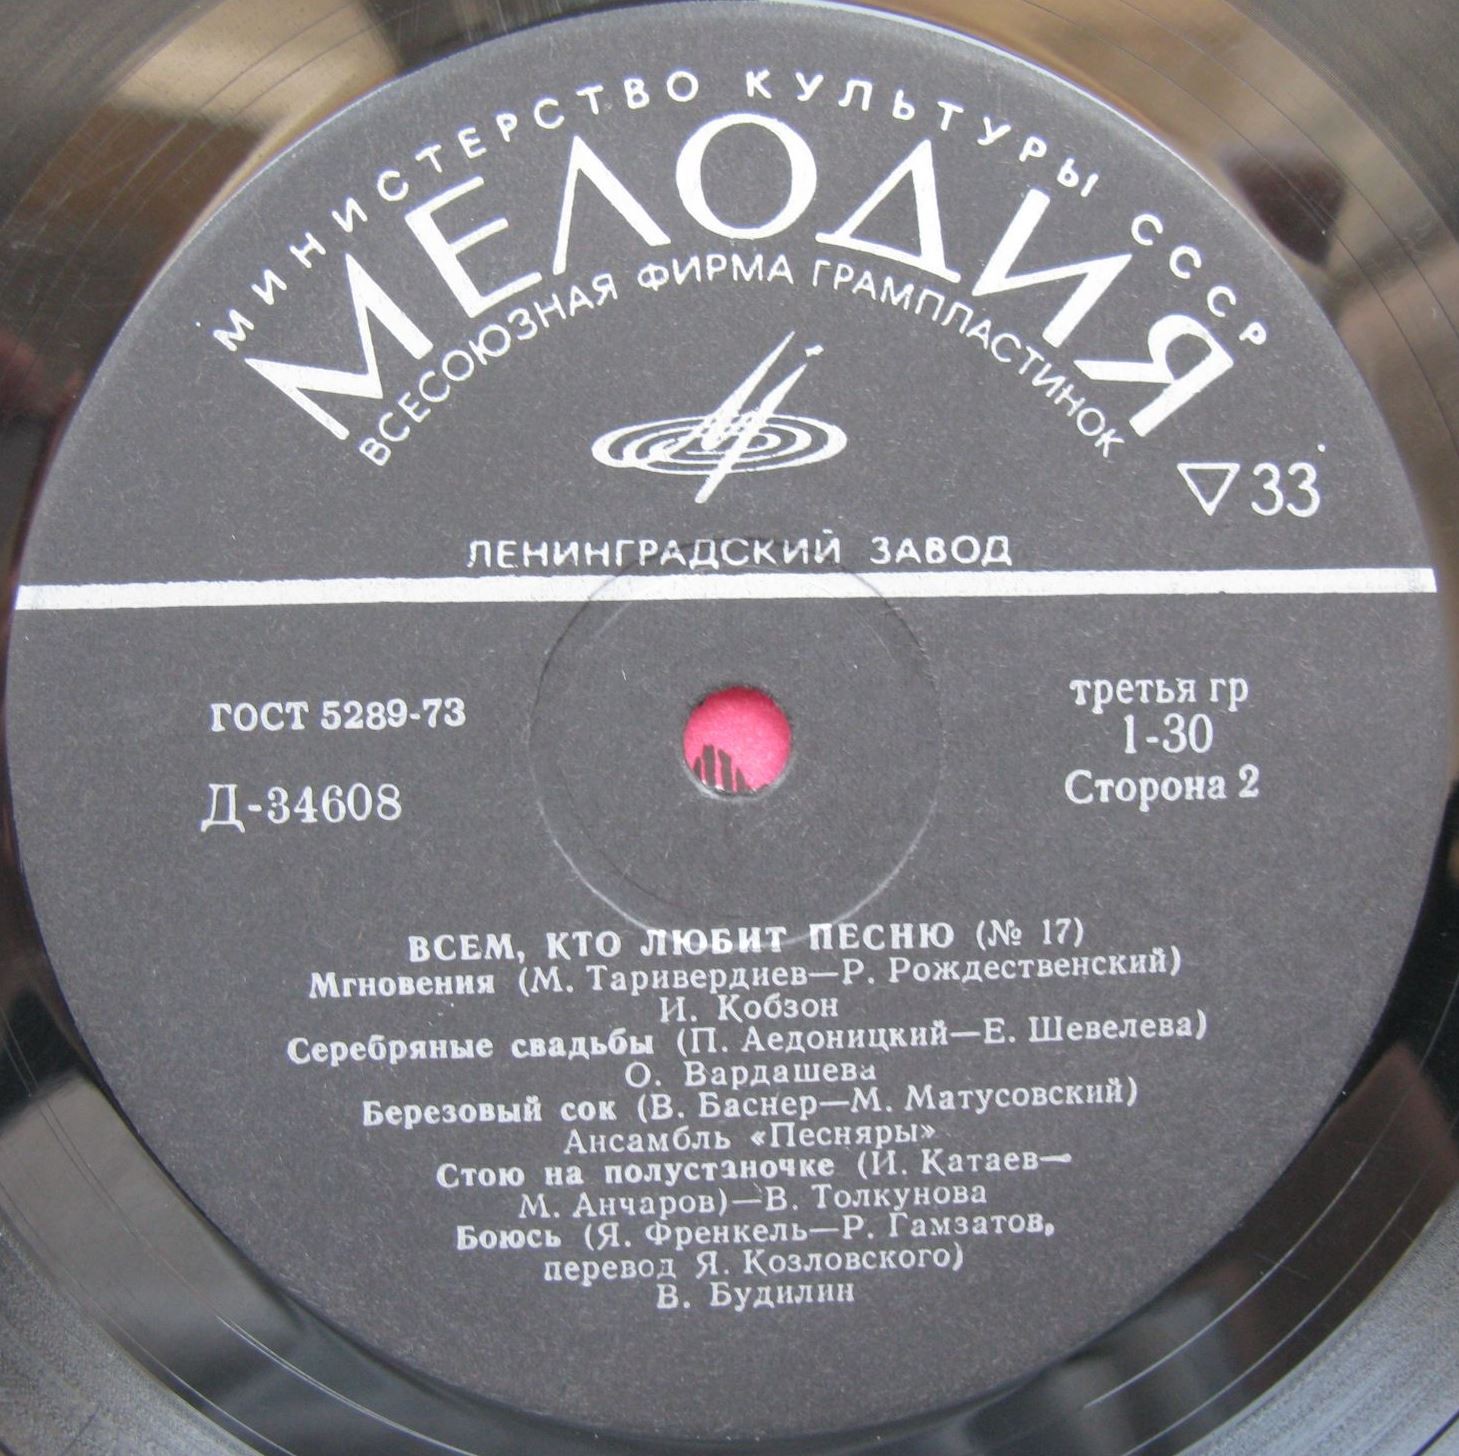 МИНИСТЕРСТВО КУЛЬТУРЫ СССР
МЕЛОДИЯ
ВСЕСОЮЗНАЯ ФИРМА ГРАМПЛАСТИНОК
▽ 33
ЛЕНИНГРАДСКИЙ ЗАВОД
ГОСТ 5289-73
третья гр
1-30
Д-34608
Сторона 2
ВСЕМ, КТО ЛЮБИТ ПЕСНЮ (№ 17)
Мгновения (М. Таривердиев—Р. Рождественский)
И. Кобзон
Серебряные свадьбы (П. Аедоницкий—Е. Шевелева)
О. Вардашева
Березовый сок (В. Баснер—М. Матусовский)
Ансамбль «Песняры»
Стою на полустаночке (И. Катаев—
М. Анчаров)—В. Толкунова
Боюсь (Я. Френкель—Р. Гамзатов,
перевод Я. Козловского)
В. Будилин